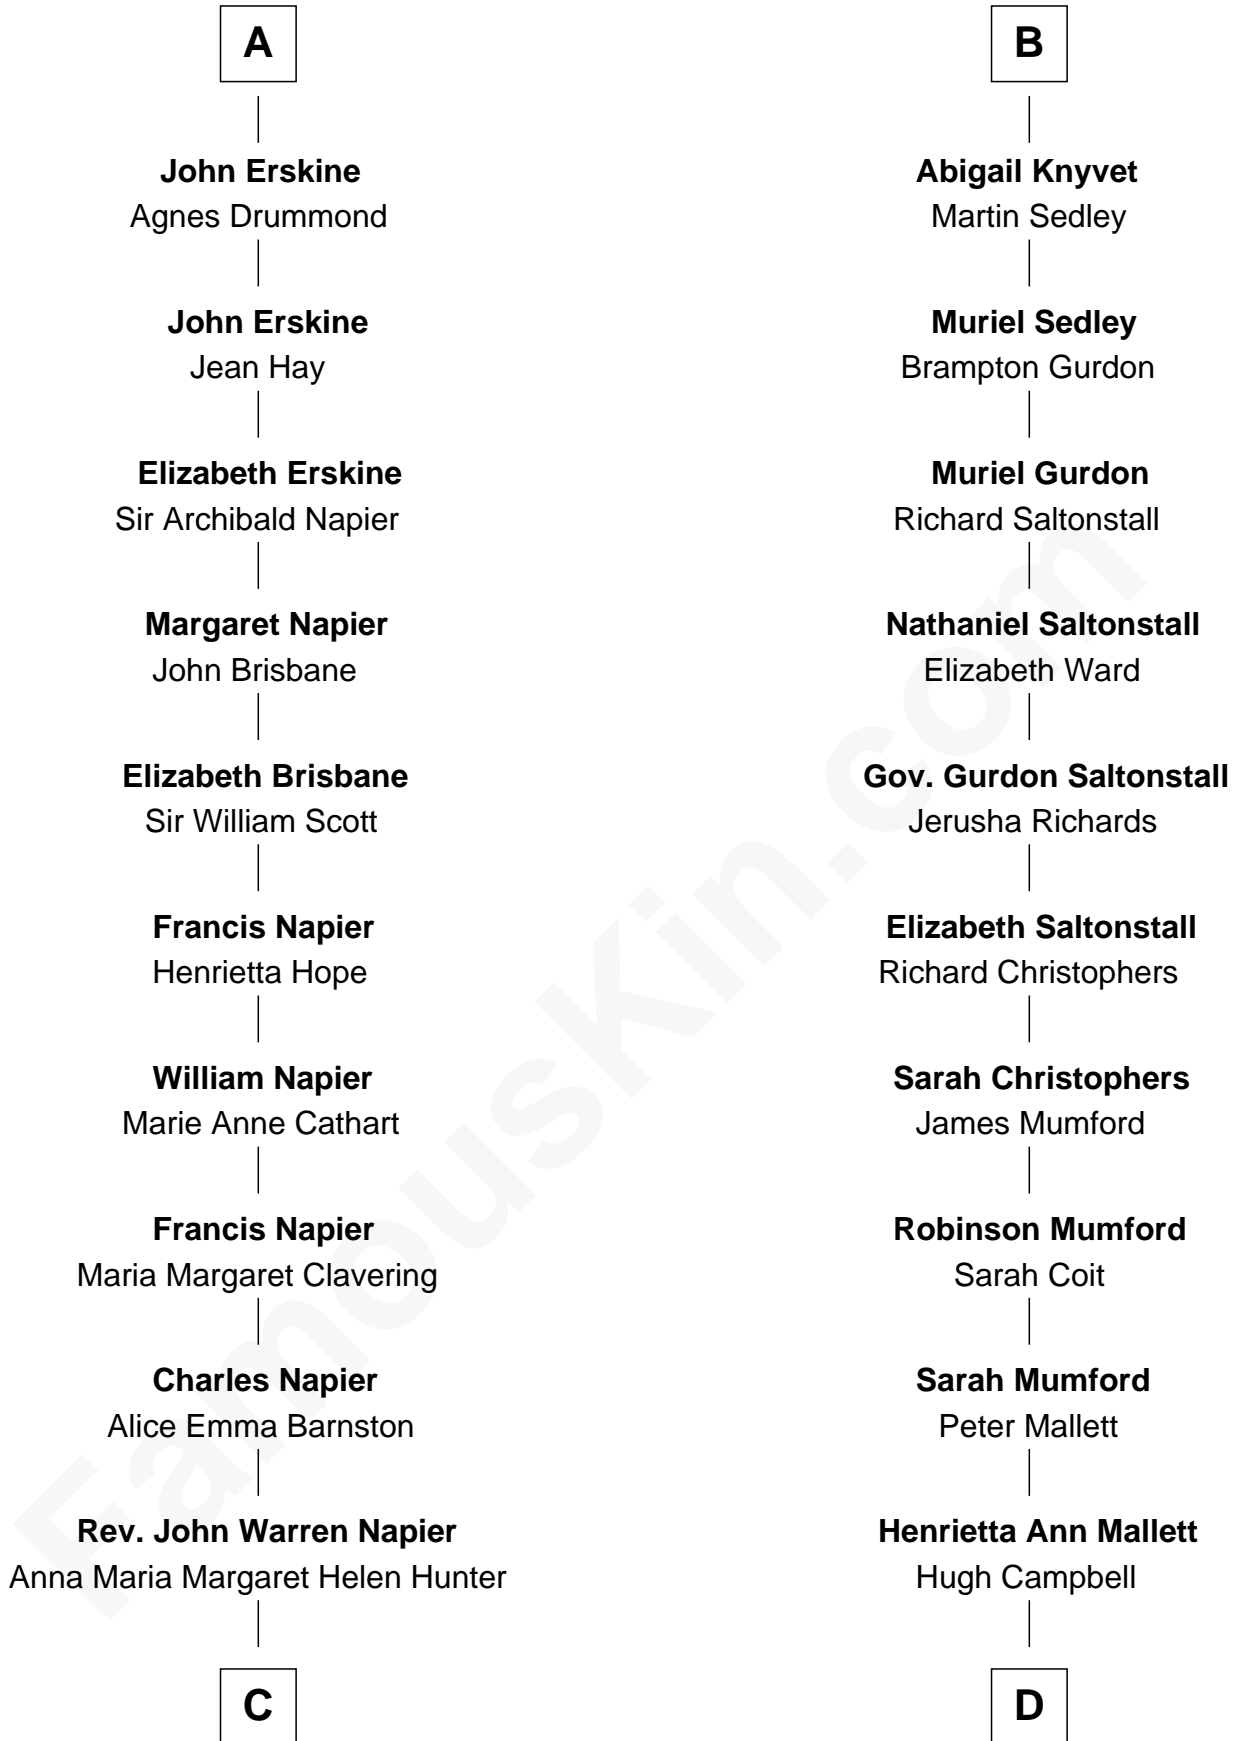 A
John Erskine
Agnes Drummond
John Erskine
Jean Hay
Elizabeth Erskine
Sir Archibald Napier
Margaret Napier
John Brisbane
Elizabeth Brisbane
Sir William Scott
Francis Napier
Henrietta Hope
William Napier
Marie Anne Cathart
Francis Napier
Maria Margaret Clavering
Charles Napier
Alice Emma Barnston
Rev. John Warren Napier
Anna Maria Margaret Helen Hunter
C
B
Abigail Knyvet
Martin Sedley
Muriel Sedley
Brampton Gurdon
Muriel Gurdon
Richard Saltonstall
Nathaniel Saltonstall
Elizabeth Ward
Gov. Gurdon Saltonstall
Jerusha Richards
Elizabeth Saltonstall
Richard Christophers
Sarah Christophers
James Mumford
Robinson Mumford
Sarah Coit
Sarah Mumford
Peter Mallett
Henrietta Ann Mallett
Hugh Campbell
D
FamousKin.com